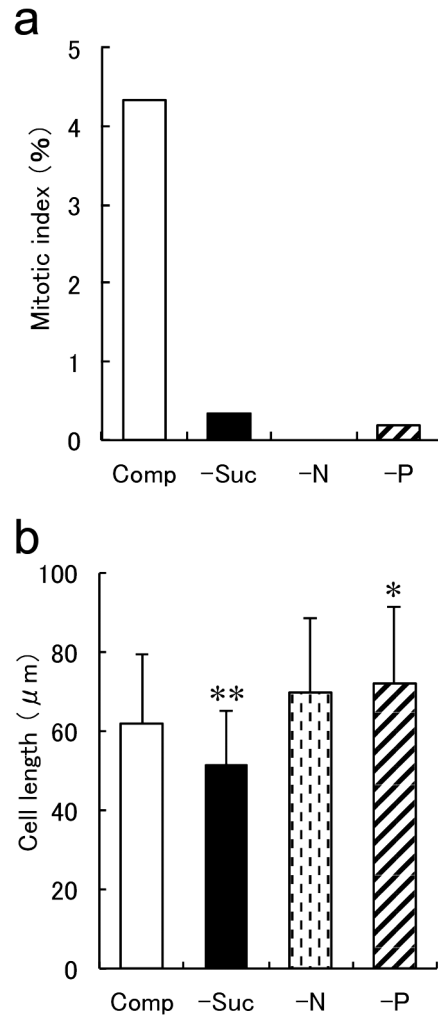 a
Mitotic index (%)
5
4
3
2
1
0
Comp −Suc −N −P
b
Cell length (μm)
100
80
60
40
20
0
**
*
Comp −Suc −N −P